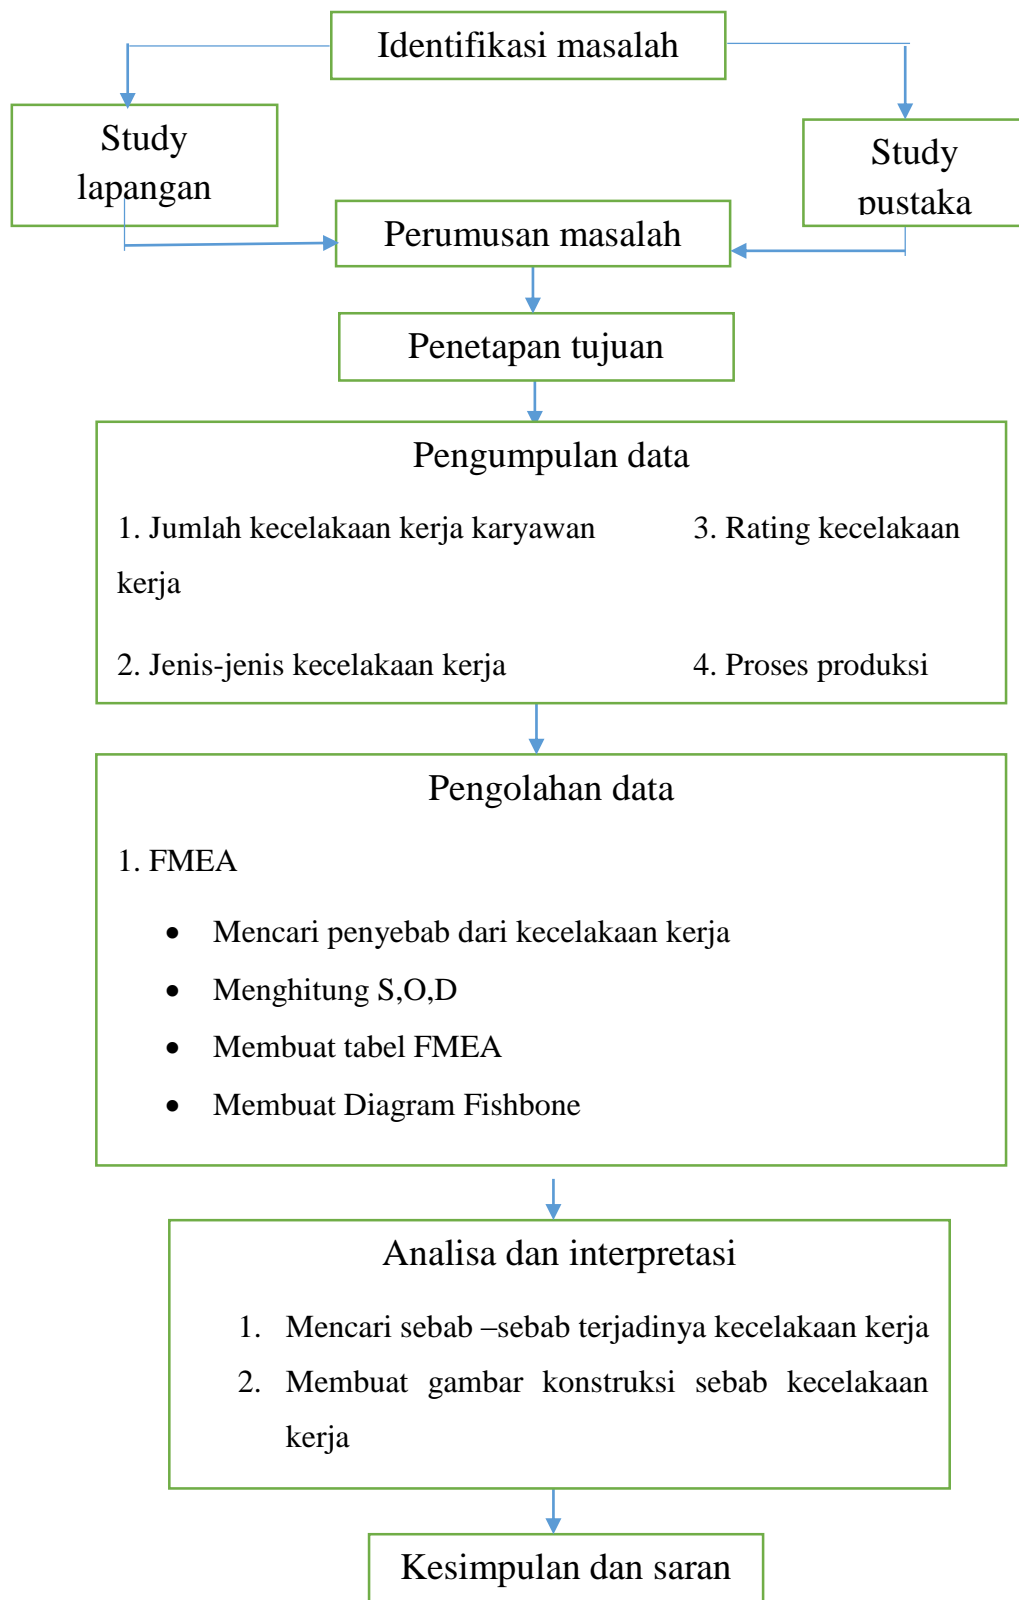 Identifikasi masalah
Study
lapangan
Study
pustaka
Perumusan masalah
Penetapan tujuan
Pengumpulan data
1. Jumlah kecelakaan kerja karyawan 3. Rating kecelakaan
kerja
2. Jenis-jenis kecelakaan kerja 4. Proses produksi
Pengolahan data
1. FMEA
• Mencari penyebab dari kecelakaan kerja
• Menghitung S,O,D
• Membuat tabel FMEA
• Membuat Diagram Fishbone
Analisa dan interpretasi
1. Mencari sebab –sebab terjadinya kecelakaan kerja
2. Membuat gambar konstruksi sebab kecelakaan
kerja
Kesimpulan dan saran